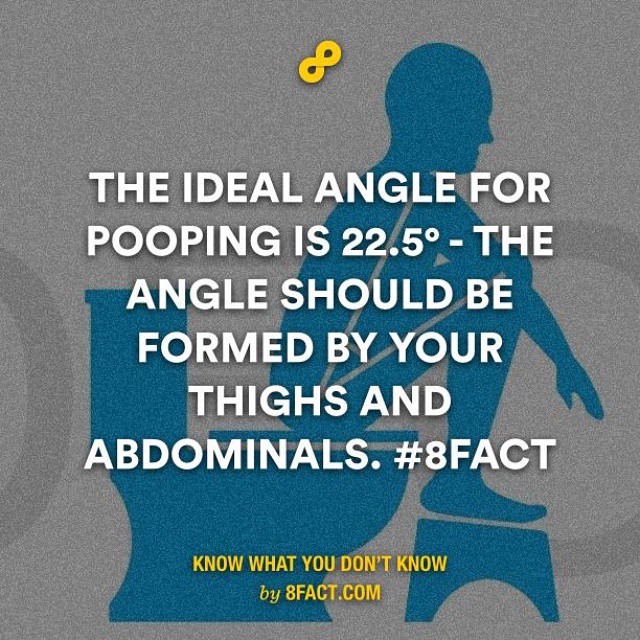 THE IDEAL ANGLE FOR
POOPING IS 22.5° - THE
ANGLE SHOULD BE
FORMED BY YOUR
THIGHS AND
ABDOMINALS. #8FACT
KNOW WHAT YOU DON'T KNOW
by 8FACT.COM